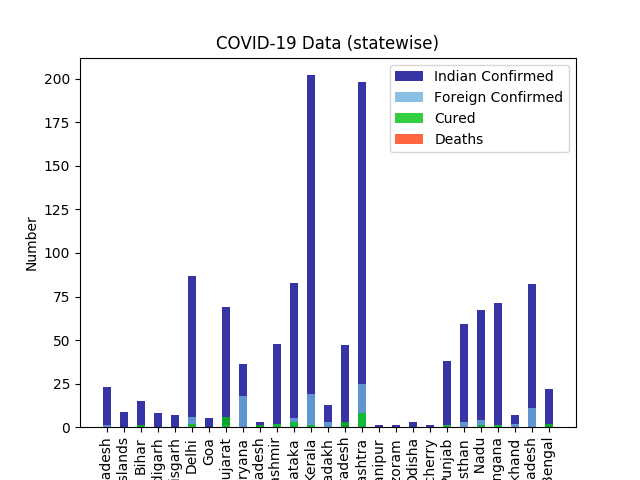 COVID-19 Data (statewise)
Indian Confirmed
Foreign Confirmed
Cured
Deaths
Number
200
175
150
125
100
75
50
25
0
adesh
slands
Bihar
digarh
isgarh
Delhi
Goa
ujarat
ryana
adesh
ashmir
ataka
Kerala
adakh
radesh
ashtra
anipur
zoram
Odisha
cherry
Punjab
sthan
Nadu
ngana
khand
adesh
Bengal